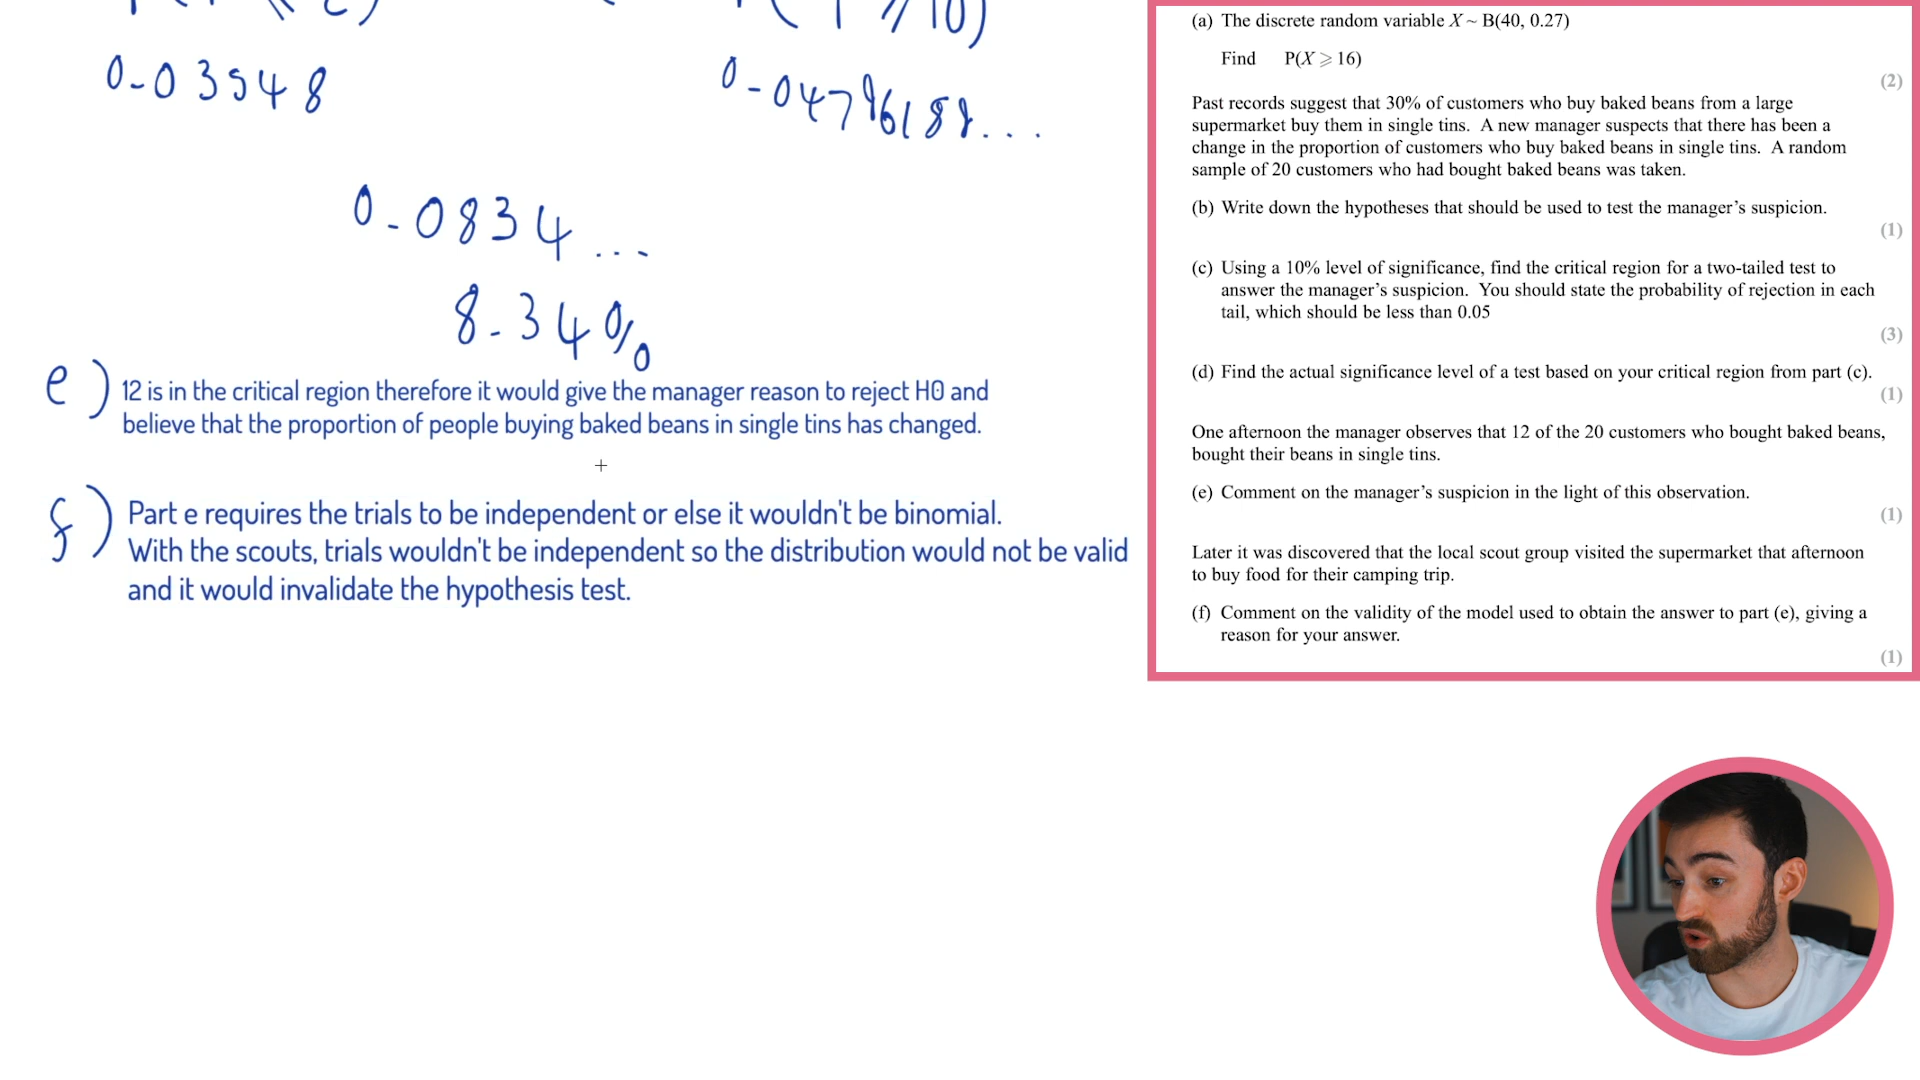 0.03548
0.04796188...
0.0834...
8.34%
e) 12 is in the critical region therefore it would give the manager reason to reject H0 and
believe that the proportion of people buying baked beans in single tins has changed.
f) Part e requires the trials to be independent or else it wouldn't be binomial.
With the scouts, trials wouldn't be independent so the distribution would not be valid
and it would invalidate the hypothesis test.
(a) The discrete random variable X ~ B(40, 0.27)
Find P(X ⩾ 16)
(2)
Past records suggest that 30% of customers who buy baked beans from a large
supermarket buy them in single tins. A new manager suspects that there has been a
change in the proportion of customers who buy baked beans in single tins. A random
sample of 20 customers who had bought baked beans was taken.
(b) Write down the hypotheses that should be used to test the manager's suspicion.
(1)
(c) Using a 10% level of significance, find the critical region for a two-tailed test to
answer the manager's suspicion. You should state the probability of rejection in each
tail, which should be less than 0.05
(3)
(d) Find the actual significance level of a test based on your critical region from part (c).
(1)
One afternoon the manager observes that 12 of the 20 customers who bought baked beans,
bought their beans in single tins.
(e) Comment on the manager's suspicion in the light of this observation.
(1)
Later it was discovered that the local scout group visited the supermarket that afternoon
to buy food for their camping trip.
(f) Comment on the validity of the model used to obtain the answer to part (e), giving a
reason for your answer.
(1)